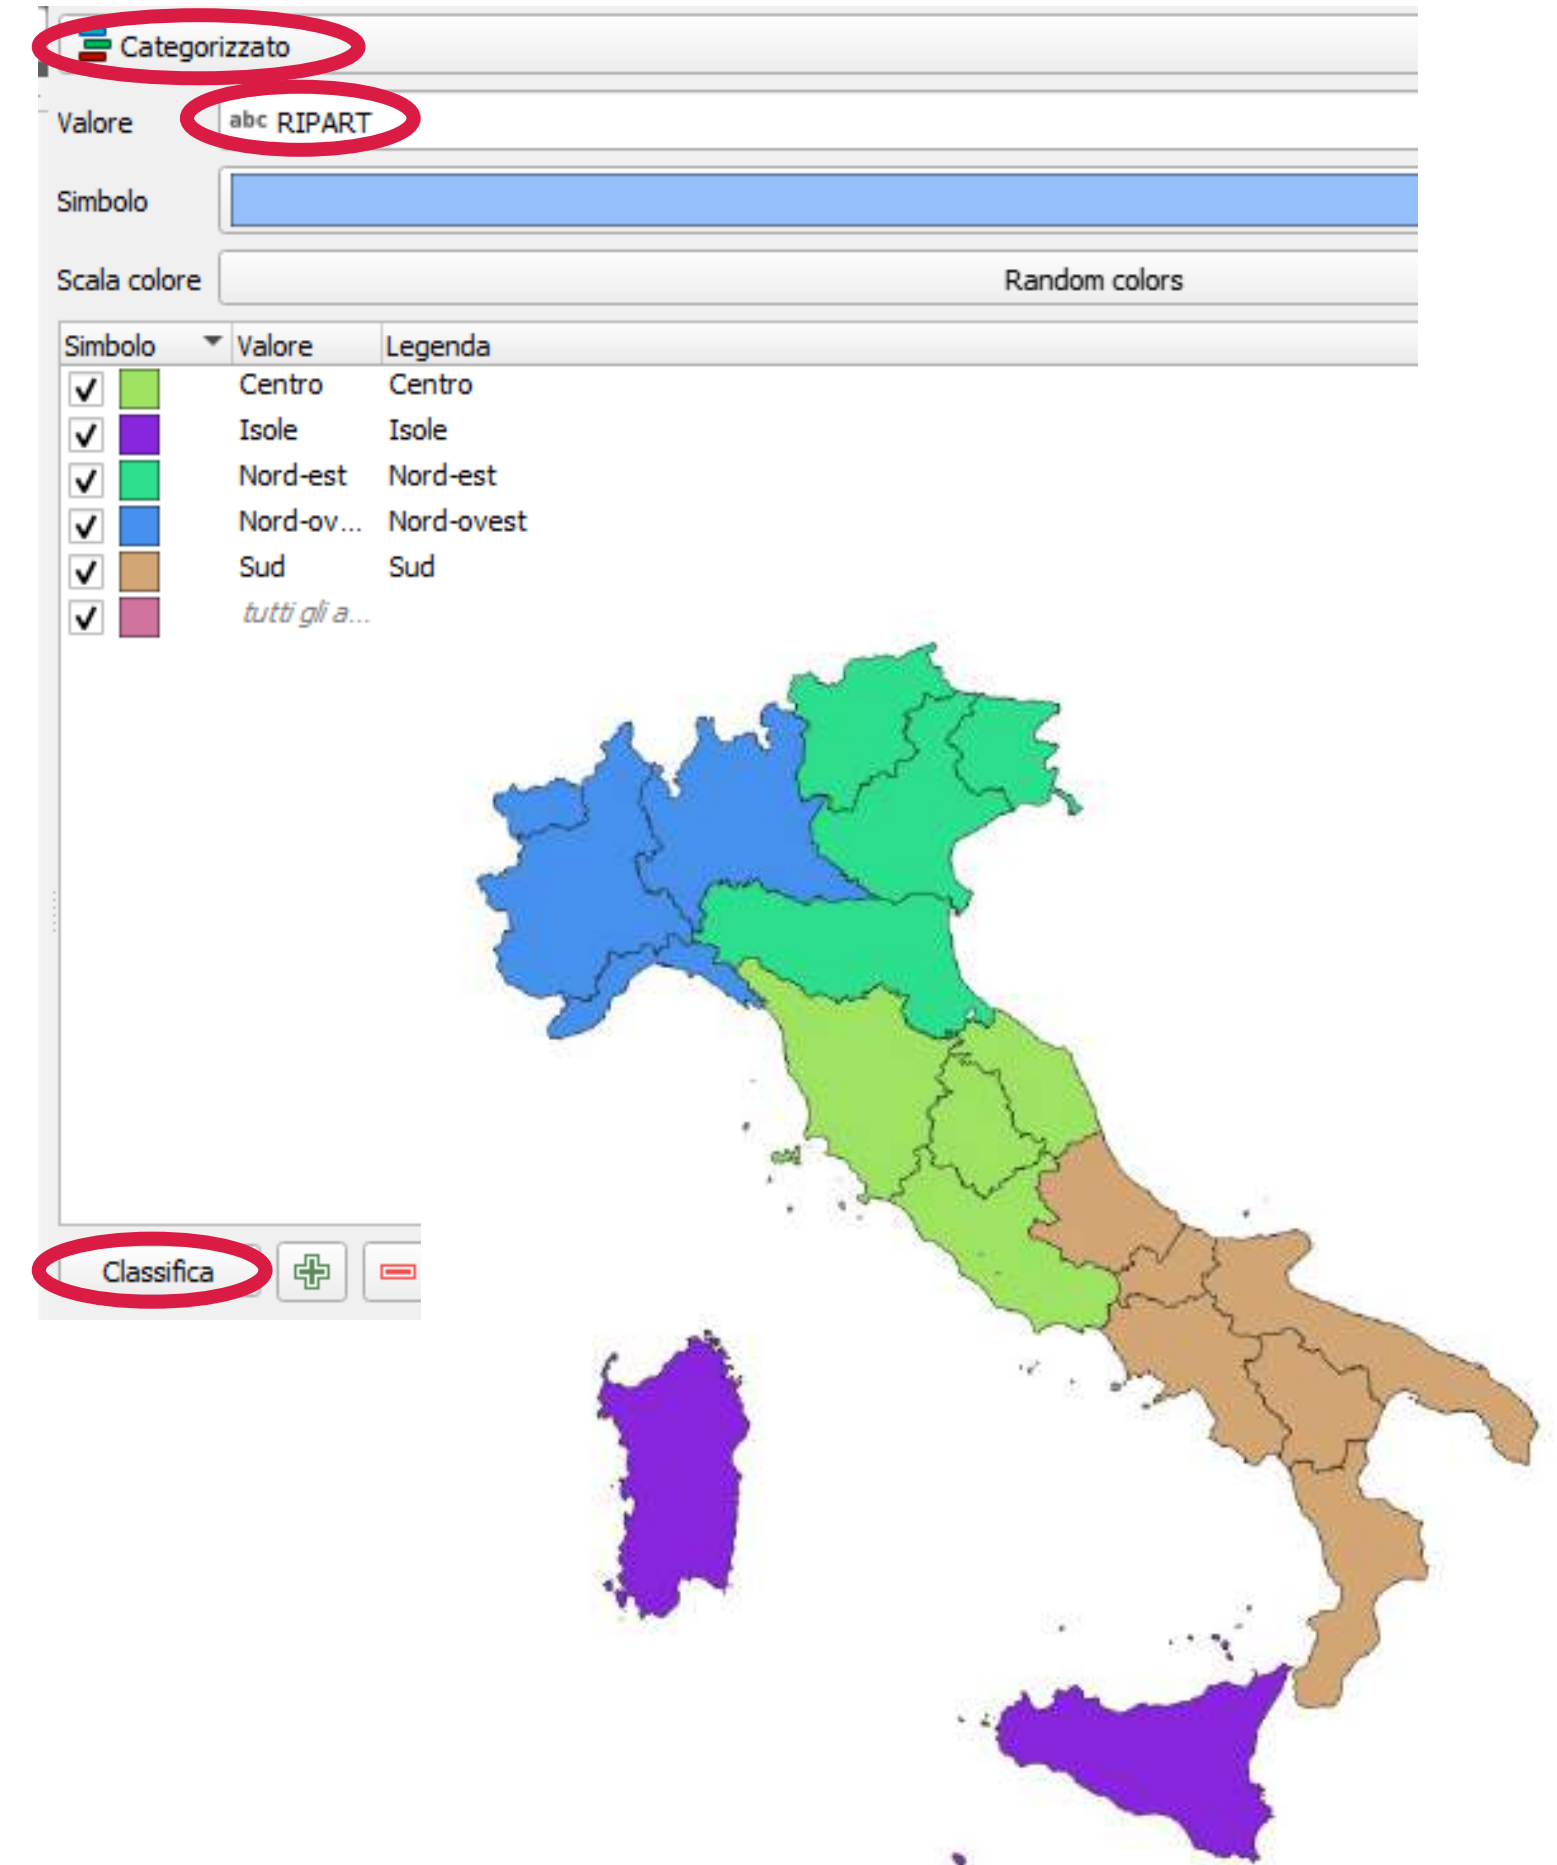 Categorizzato
Valore abc RIPART
Simbolo
Scala colore Random colors
Simbolo Valore Legenda
Centro Centro
Isole Isole
Nord-est Nord-est
Nord-ov... Nord-ovest
Sud Sud
tutti gli a...
Classifica